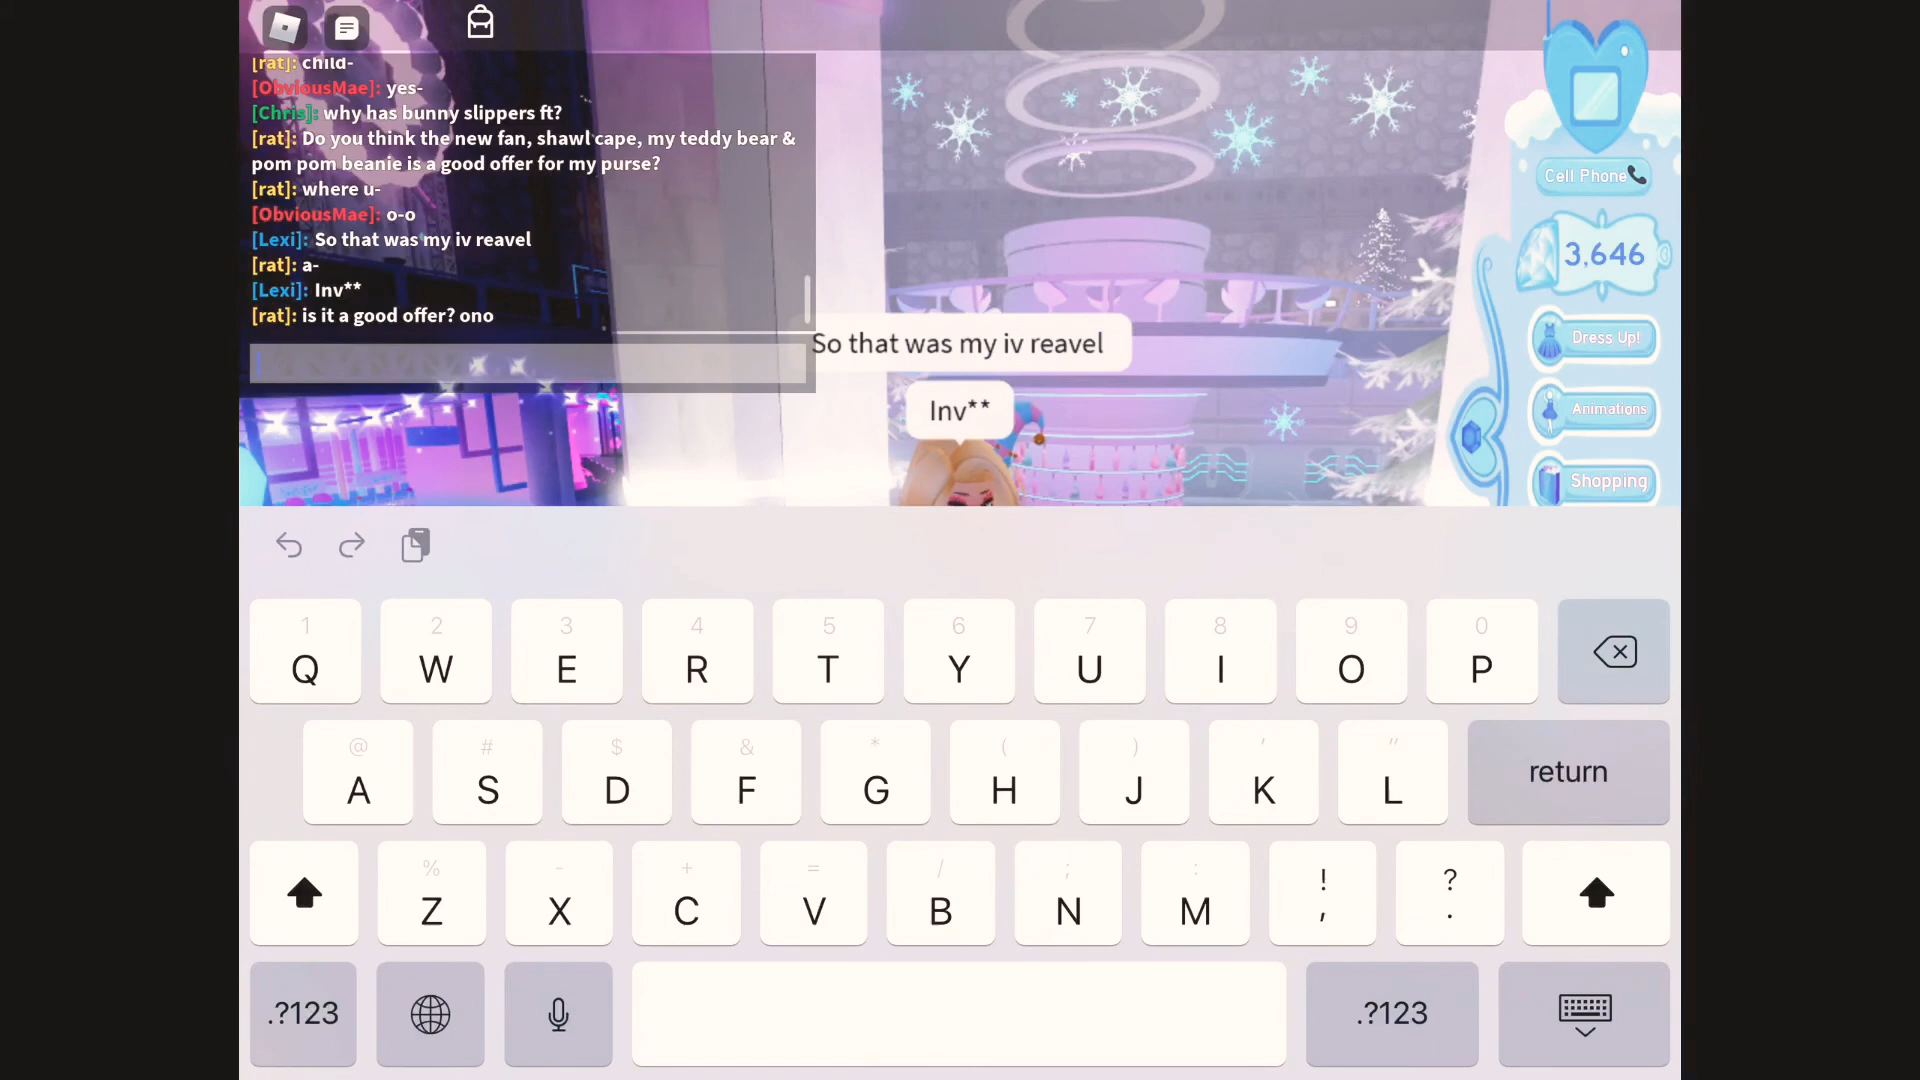 [rat]: child-
[ObviousMae]: yes-
[Chris]: why has bunny slippers ft?
[rat]: Do you think the new fan, shawl cape, my teddy bear &
pom pom beanie is a good offer for my purse?
[rat]: where u-
[ObviousMae]: o-o
[Lexi]: So that was my iv reavel
[rat]: a-
[Lexi]: Inv**
[rat]: is it a good offer? ono
So that was my iv reavel
Inv**
Cell Phone
3,646
Dress Up!
Animations
Shopping
1 2 3 4 5 6 7 8 9 0
Q W E R T Y U I O P
@ # $ & * ( ) ' "
A S D F G H J K L return
% - + = / ; : ! ?
Z X C V B N M , .
.?123 .?123